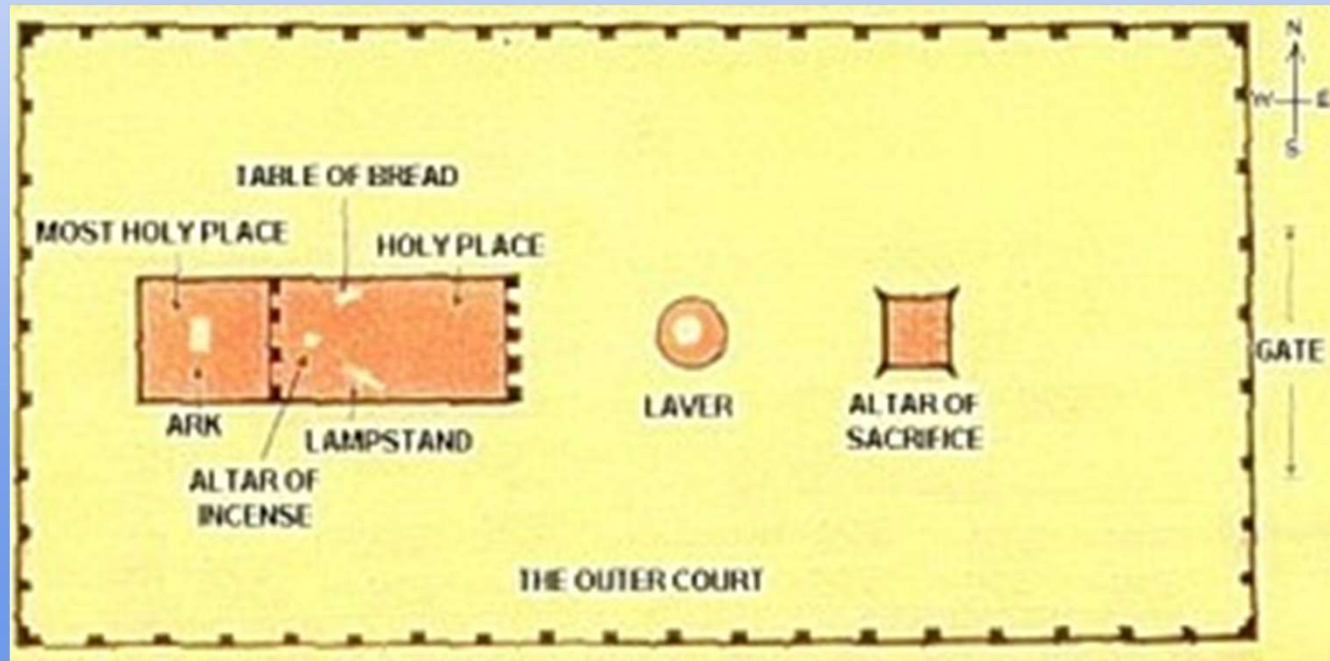 N
W E
S
TABLE OF BREAD
MOST HOLY PLACE
HOLY PLACE
GATE
ARK
LAMPSTAND
LAVER
ALTAR OF
SACRIFICE
ALTAR OF
INCENSE
THE OUTER COURT